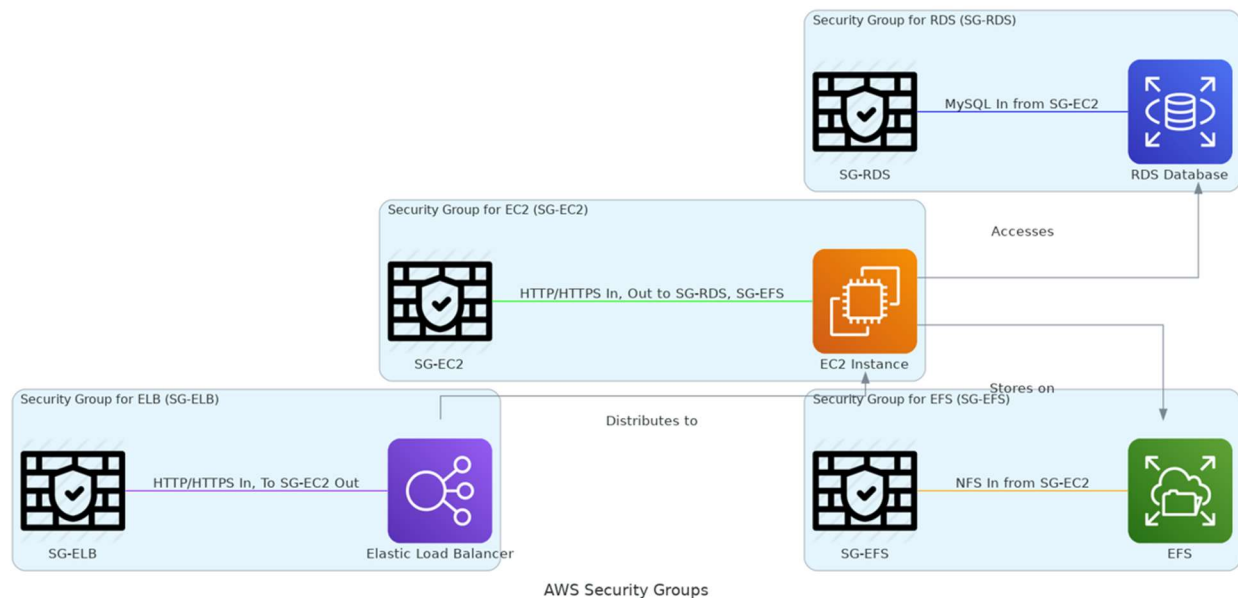 Security Group for RDS (SG-RDS)
MySQL In from SG-EC2
SG-RDS
RDS Database
Security Group for EC2 (SG-EC2)
Accesses
HTTP/HTTPS In, Out to SG-RDS, SG-EFS
SG-EC2
EC2 Instance
Stores on
Security Group for ELB (SG-ELB)
Security Group for EFS (SG-EFS)
Distributes to
HTTP/HTTPS In, To SG-EC2 Out
NFS In from SG-EC2
SG-ELB
Elastic Load Balancer
SG-EFS
EFS
AWS Security Groups